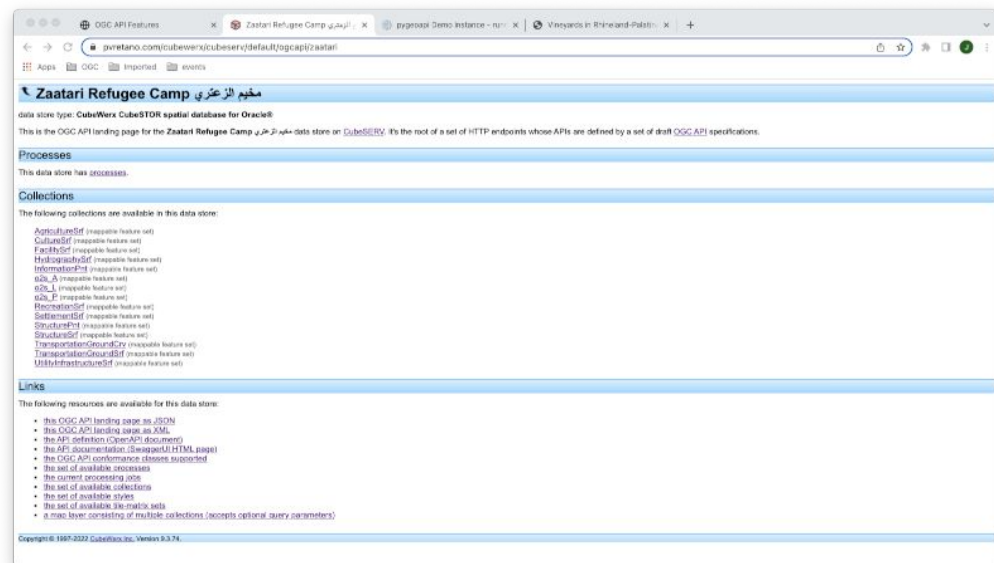 OGC API Features
Zaatari Refugee Camp
pygeoapi Demo Instance - run
Vineyards in Rhineland-Palatin
pvretano.com/cubewerx/cubeserv/default/ogcapi/zaatari
Apps OGC Imported events
Zaatari Refugee Camp مخيم الزعتري
data store type: CubeWerx CubeSTOR spatial database for Oracle®
This is the OGC API landing page for the Zaatari Refugee Camp مخيم الزعتري data store on CubeSERV. It's the root of a set of HTTP endpoints whose APIs are defined by a set of draft OGC API specifications.
Processes
This data store has processes.
Collections
The following collections are available in this data store:
AgricultureSrf (mappable feature set)
CultureSrf (mappable feature set)
FacilitySrf (mappable feature set)
HydrographySrf (mappable feature set)
InformationPnt (mappable feature set)
o2s_A (mappable feature set)
o2s_L (mappable feature set)
o2s_P (mappable feature set)
RecreationSrf (mappable feature set)
SettlementSrf (mappable feature set)
StructurePnt (mappable feature set)
StructureSrf (mappable feature set)
TransportationGroundCrv (mappable feature set)
TransportationGroundSrf (mappable feature set)
UtilityInfrastructureSrf (mappable feature set)
Links
The following resources are available for this data store:
• this OGC API landing page as JSON
• this OGC API landing page as XML
• the API definition (OpenAPI document)
• the API documentation (SwaggerUI HTML page)
• the OGC API conformance classes supported
• the set of available processes
• the current processing jobs
• the set of available collections
• the set of available styles
• the set of available tile-matrix sets
• a map layer consisting of multiple collections (accepts optional query parameters)
Copyright © 1997-2022 CubeWerx Inc. Version 9.3.74.